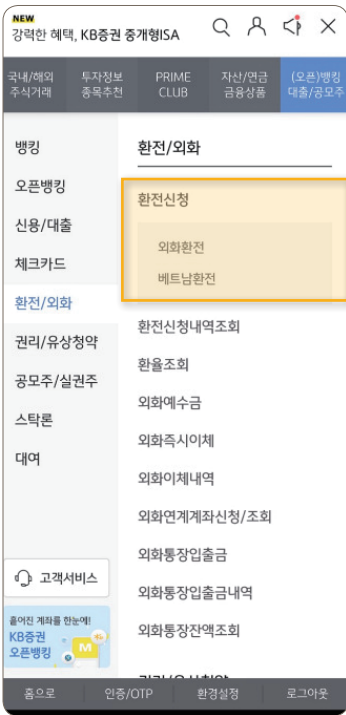 NEW
강력한 혜택, KB증권 중개형ISA
국내/해외
주식거래
투자정보
종목추천
PRIME
CLUB
자산/연금
금융상품
(오픈)뱅킹
대출/공모주
뱅킹
오픈뱅킹
신용/대출
체크카드
환전/외화
권리/유상청약
공모주/실권주
스탁론
대여
고객서비스
흩어진 계좌를 한눈에!
KB증권
오픈뱅킹
M
환전/외화
환전신청
외화환전
베트남환전
환전신청내역조회
환율조회
외화예수금
외화즉시이체
외화이체내역
외화연계계좌신청/조회
외화통장입출금
외화통장입출금내역
외화통장잔액조회
홈으로
인증/OTP
환경설정
로그아웃